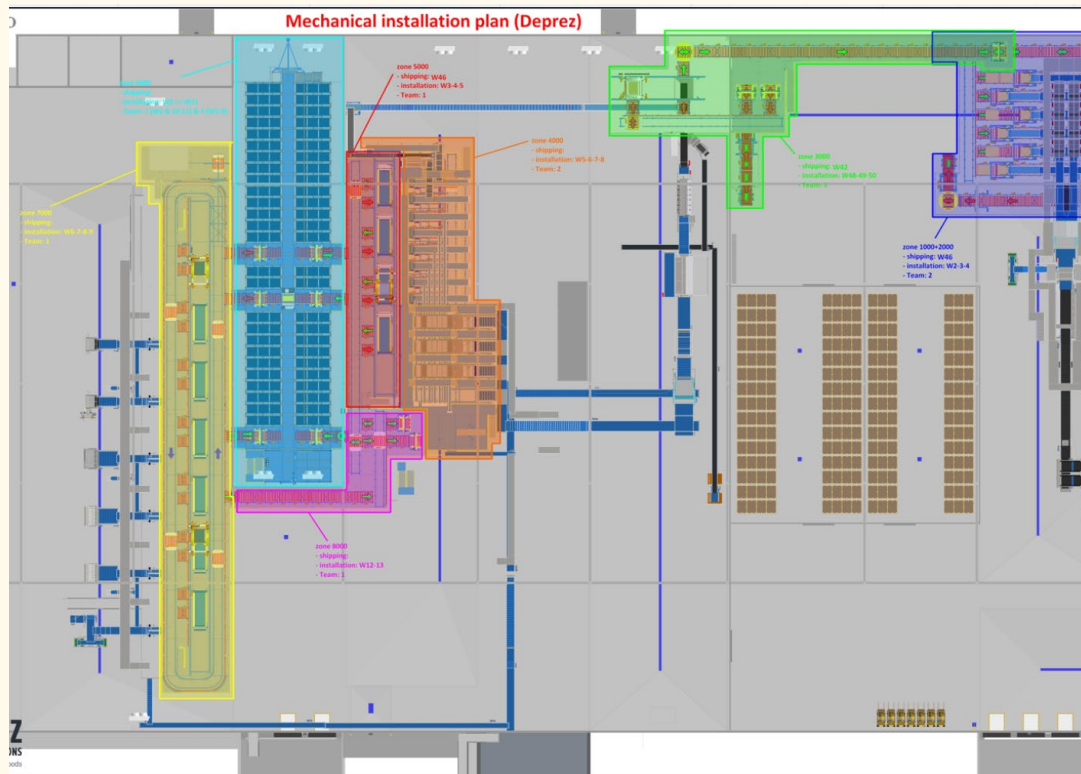 Mechanical installation plan (Deprez)
zone 5000
- shipping: W46
- installation: W3-4-5
- Team: 1
zone 4000
- shipping:
- installation: W5-6-7-8
- Team: 2
zone 3000
- shipping: W42
- installation: W48-49-50
- Team: 1
zone 7000
- shipping:
- installation: W6-7-8-9
- Team:
zone 1000+2000
- shipping: W46
- installation: W2-3-4
- Team: 2
zone 8000
- shipping:
- installation: W12-13
- Team: 1
Z
ONS
oods